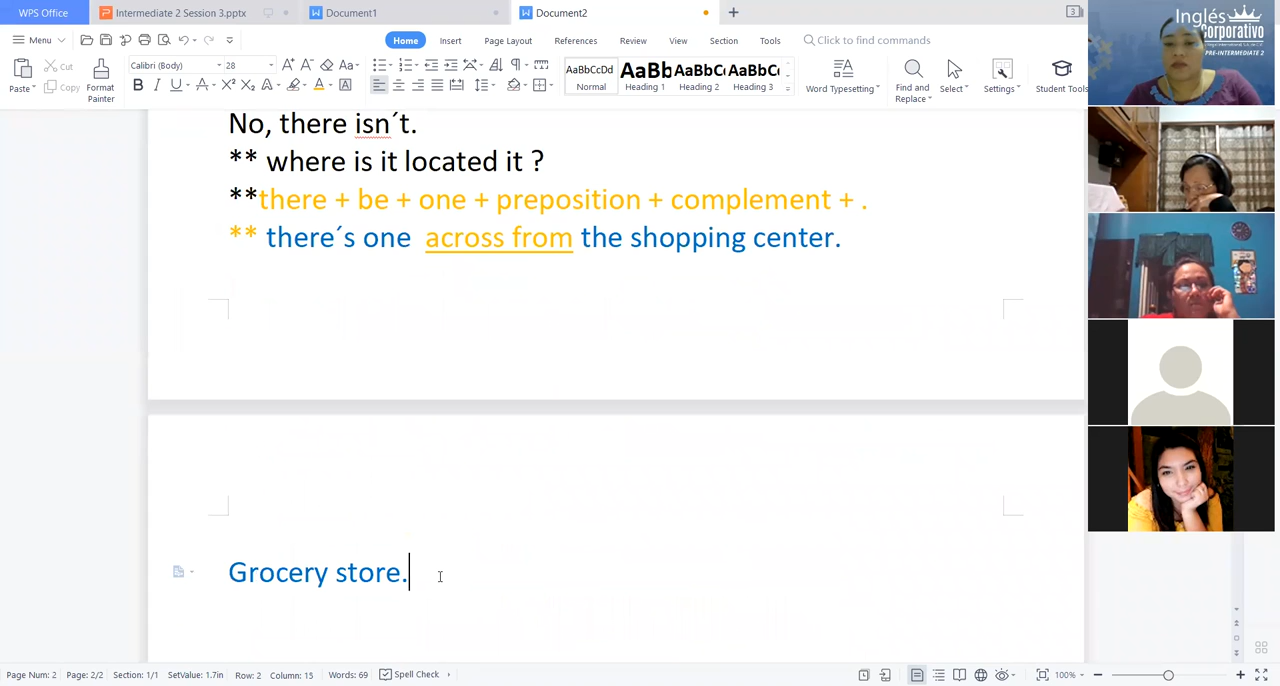 WPS Office
Intermediate 2 Session 3.pptx
Document1
Document2
3
Menu
Home
Insert
Page Layout
References
Review
View
Section
Tools
Search (Click to find commands
Paste
Cut
Copy
Format Painter
Calibri (Body)
28
AaBbCcDd
Normal
Heading 1
Heading 2
Heading 3
Word Typesetting
Find and Replace
Select
Settings
Student Tools
Inglés
Corporativo
PRE-INTERMEDIATE 2
No, there isn´t.
** where is it located it ?
**there + be + one + preposition + complement + .
** there´s one across from the shopping center.
Grocery store.
Page Num: 2
Page: 2/2
Section: 1/1
SetValue: 1.7in
Row: 2
Column: 15
Words: 69
Spell Check
100%